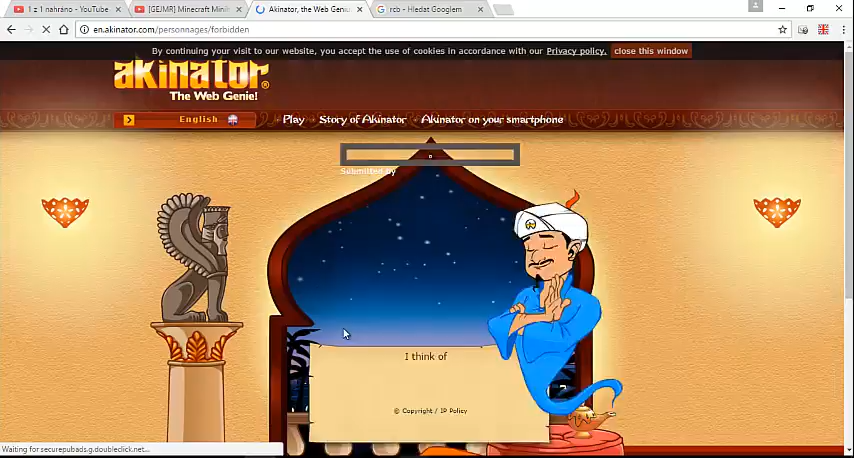 1 z 1 nahráno - YouTube
[GEJMR] Minecraft Minih
Akinator, the Web Genie!
rcb - Hledat Googlem
en.akinator.com/personnages/forbidden
By continuing your visit to our website, you accept the use of cookies in accordance with our Privacy policy. close this window
akinator®
The Web Genie!
English
Play Story of Akinator Akinator on your smartphone
Submitted by
I think of
© Copyright / IP Policy
Waiting for securepubads.g.doubleclick.net...